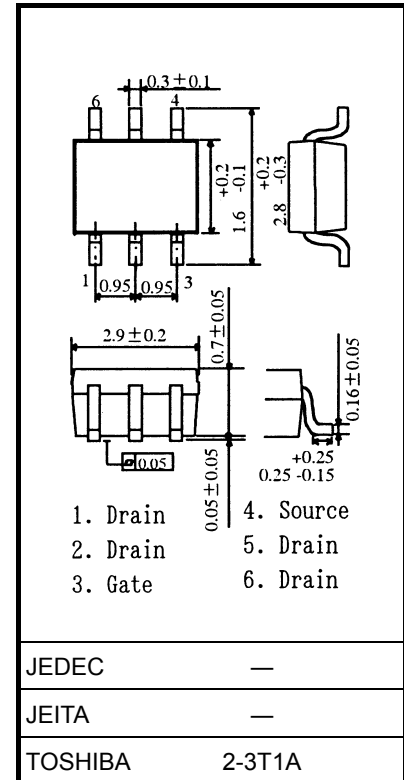 0.3±0.1
6 4
+0.2
1.6 -0.1
+0.2
2.8 -0.3
1 0.95 0.95 3
2.9±0.2
0.7±0.05
0.16±0.05
0.05
0.05±0.05
+0.25
0.25 -0.15
1. Drain
2. Drain
3. Gate
4. Source
5. Drain
6. Drain
JEDEC —
JEITA —
TOSHIBA 2-3T1A